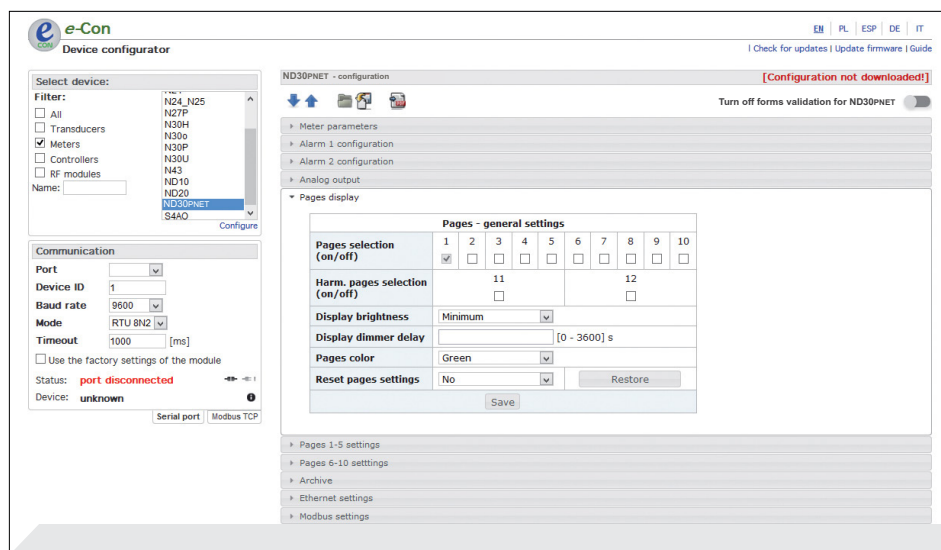 e e-Con
CON
Device configurator
EN | PL | ESP | DE | IT
| Check for updates | Update firmware | Guide
Select device:
Filter:
All
Transducers
Meters
Controllers
RF modules
Name:
N24_N25
N27P
N30H
N30o
N30P
N30U
N43
ND10
ND20
ND30PNET
S4AO
Configure
Communication
Port
Device ID 1
Baud rate 9600
Mode RTU 8N2
Timeout 1000 [ms]
Use the factory settings of the module
Status: port disconnected
Device: unknown
Serial port Modbus TCP
ND30PNET - configuration [Configuration not downloaded!]
Turn off forms validation for ND30PNET
Meter parameters
Alarm 1 configuration
Alarm 2 configuration
Analog output
Pages display
Pages - general settings
Pages selection (on/off) 1 2 3 4 5 6 7 8 9 10
Harm. pages selection (on/off) 11 12
Display brightness Minimum
Display dimmer delay [0 - 3600] s
Pages color Green
Reset pages settings No Restore
Save
Pages 1-5 settings
Pages 6-10 setttings
Archive
Ethernet settings
Modbus settings